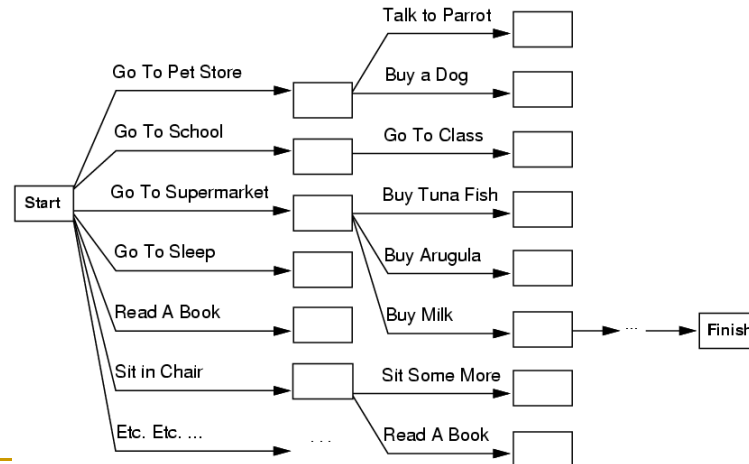 Talk to Parrot
Go To Pet Store
Buy a Dog
Go To School
Go To Class
Go To Supermarket
Buy Tuna Fish
Start
Go To Sleep
Buy Arugula
Read A Book
Buy Milk
...
Finish
Sit in Chair
Sit Some More
Etc. Etc. ...
...
Read A Book